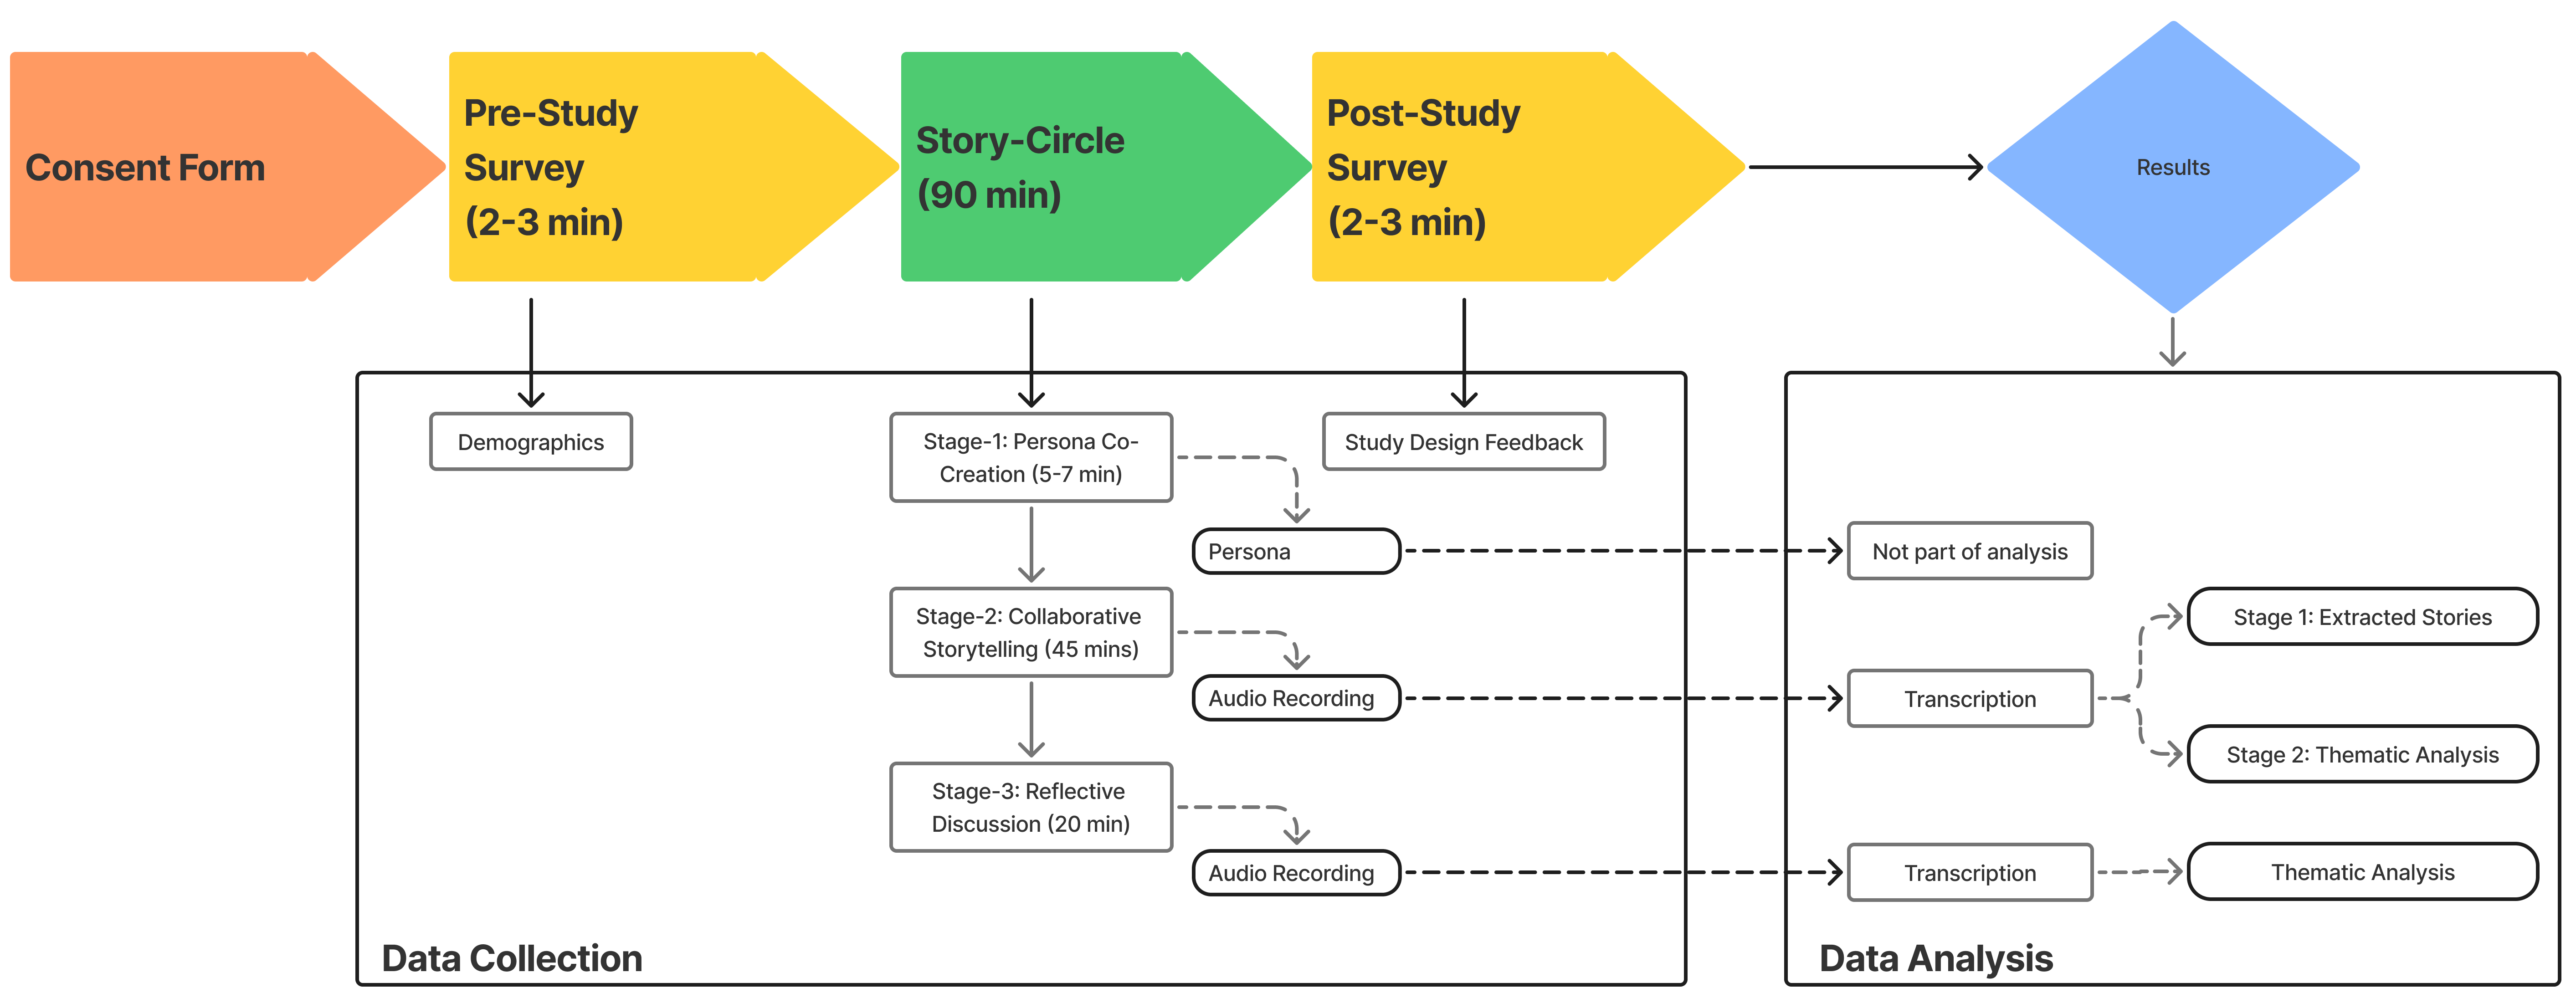 Consent Form
Pre-Study
Survey
(2-3 min)
Story-Circle
(90 min)
Post-Study
Survey
(2-3 min)
Results
Demographics
Stage-1: Persona Co-
Creation (5-7 min)
Study Design Feedback
Persona
Stage-2: Collaborative
Storytelling (45 mins)
Audio Recording
Stage-3: Reflective
Discussion (20 min)
Audio Recording
Data Collection
Not part of analysis
Transcription
Stage 1: Extracted Stories
Stage 2: Thematic Analysis
Transcription
Thematic Analysis
Data Analysis